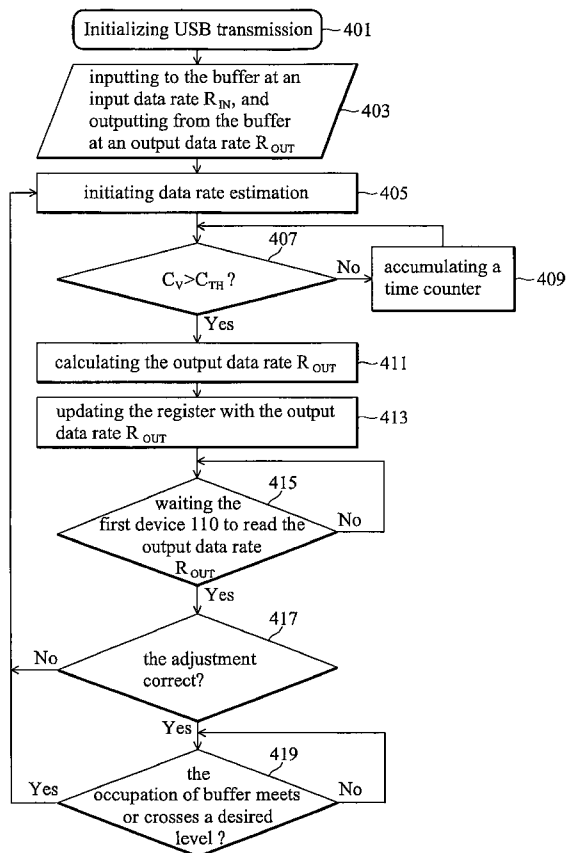 Initializing USB transmission
401
inputting to the buffer at an
input data rate R_IN, and
outputting from the buffer
at an output data rate R_OUT
403
initiating data rate estimation
405
407
C_V>C_TH ?
No
accumulating a
time counter
409
Yes
calculating the output data rate R_OUT
411
updating the register with the output
data rate R_OUT
413
415
waiting the
first device 110 to read the
output data rate
R_OUT
No
Yes
417
No
the adjustment
correct?
Yes
419
Yes
the
occupation of buffer meets
or crosses a desired
level ?
No